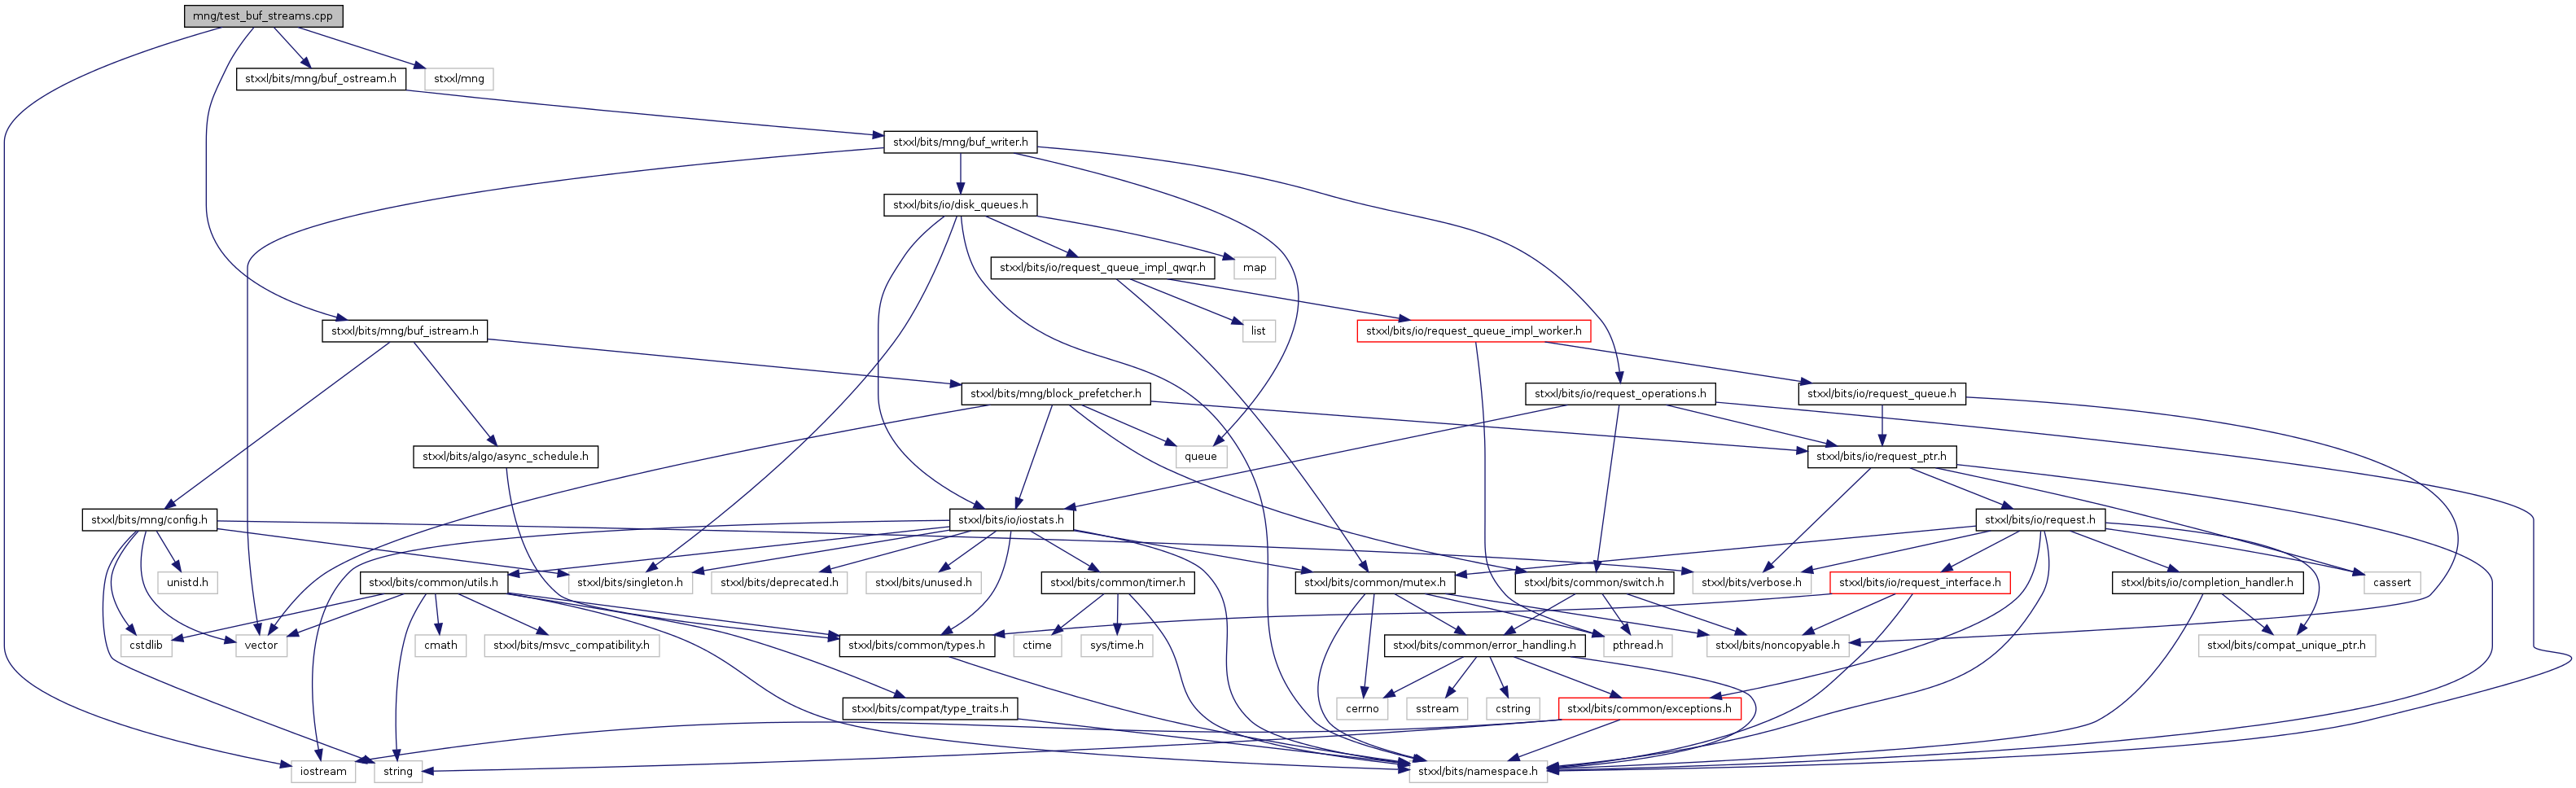 mng/test_buf_streams.cpp
stxxl/bits/mng/buf_ostream.h
stxxl/mng
stxxl/bits/mng/buf_writer.h
stxxl/bits/io/disk_queues.h
stxxl/bits/io/request_queue_impl_qwqr.h
map
stxxl/bits/mng/buf_istream.h
list
stxxl/bits/io/request_queue_impl_worker.h
stxxl/bits/mng/block_prefetcher.h
stxxl/bits/io/request_operations.h
stxxl/bits/io/request_queue.h
stxxl/bits/algo/async_schedule.h
queue
stxxl/bits/io/request_ptr.h
stxxl/bits/mng/config.h
stxxl/bits/io/iostats.h
stxxl/bits/io/request.h
unistd.h
stxxl/bits/common/utils.h
stxxl/bits/singleton.h
stxxl/bits/deprecated.h
stxxl/bits/unused.h
stxxl/bits/common/timer.h
stxxl/bits/common/mutex.h
stxxl/bits/common/switch.h
stxxl/bits/verbose.h
stxxl/bits/io/request_interface.h
stxxl/bits/io/completion_handler.h
cassert
cstdlib
vector
cmath
stxxl/bits/msvc_compatibility.h
stxxl/bits/common/types.h
ctime
sys/time.h
stxxl/bits/common/error_handling.h
pthread.h
stxxl/bits/noncopyable.h
stxxl/bits/compat_unique_ptr.h
stxxl/bits/compat/type_traits.h
cerrno
sstream
cstring
stxxl/bits/common/exceptions.h
iostream
string
stxxl/bits/namespace.h